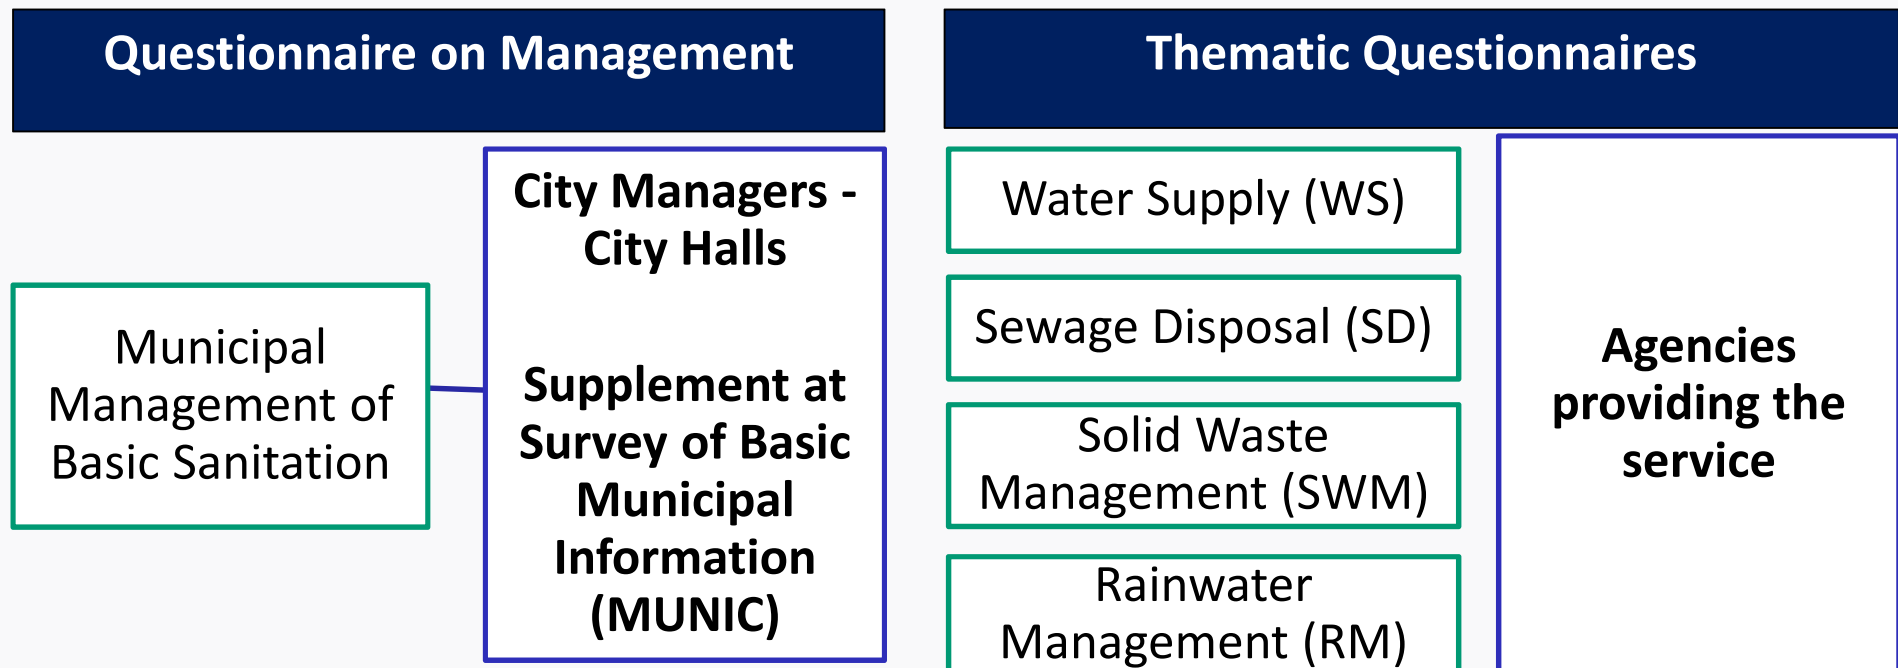 Questionnaire on Management
Municipal
Management of
Basic Sanitation
City Managers -
City Halls
Supplement at
Survey of Basic
Municipal
Information
(MUNIC)
Thematic Questionnaires
Water Supply (WS)
Sewage Disposal (SD)
Solid Waste
Management (SWM)
Rainwater
Management (RM)
Agencies
providing the
service